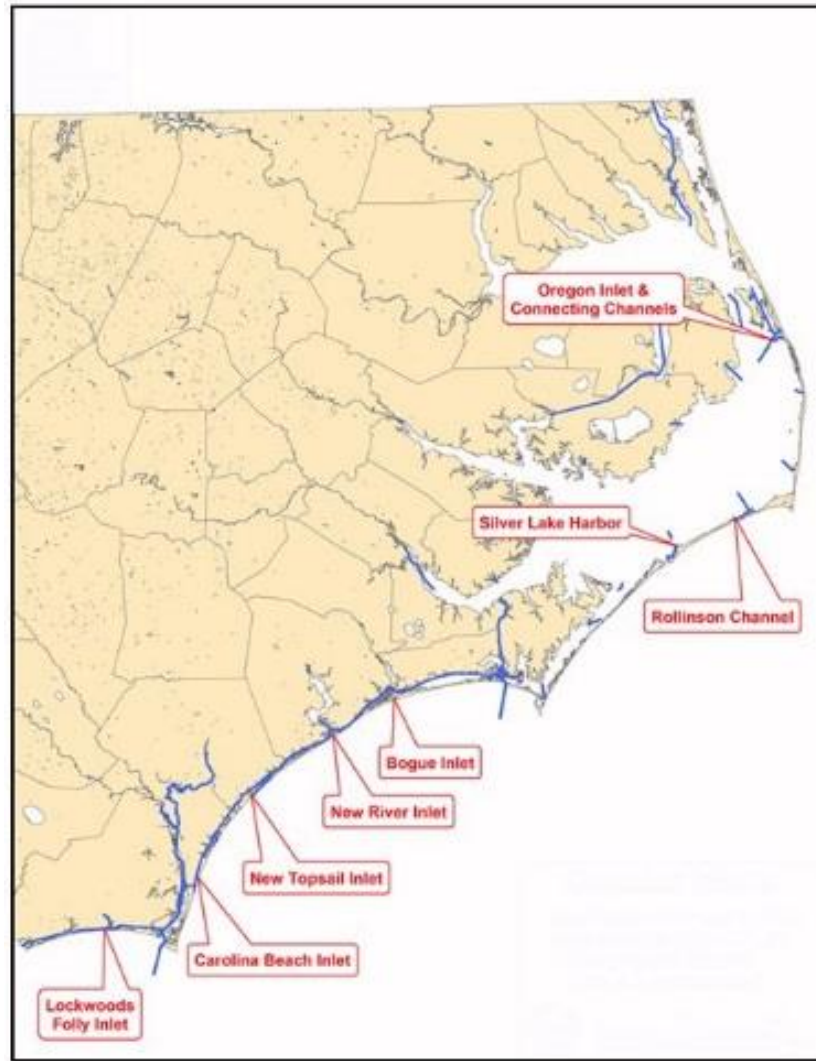 Oregon Inlet &
Connecting Channels
Silver Lake Harbor
Rollinson Channel
Bogue Inlet
New River Inlet
New Topsail Inlet
Carolina Beach Inlet
Lockwoods
Folly Inlet